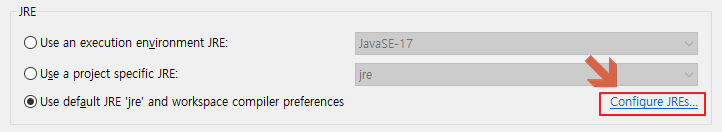 JRE
Use an execution environment JRE: JavaSE-17
Use a project specific JRE: jre
Use default JRE 'jre' and workspace compiler preferences Configure JREs...